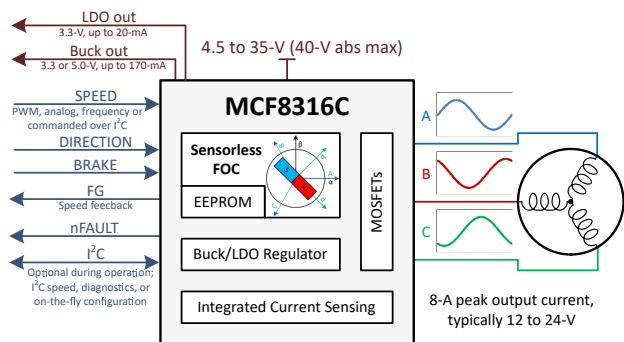 LDO out
3.3-V, up to 20-mA
Buck out
3.3 or 5.0-V, up to 170-mA
4.5 to 35-V (40-V abs max)
SPEED
PWM, analog, frequency or
commanded over I²C
DIRECTION
BRAKE
FG
Speed feecback
nFAULT
I²C
Optional during operation;
I²C speed, diagnostics, or
on-the-fly configuration
MCF8316C
Sensorless
FOC
EEPROM
β
A
α
B
C
q
d
S
N
MOSFETs
Buck/LDO Regulator
Integrated Current Sensing
A
B
C
8-A peak output current,
typically 12 to 24-V